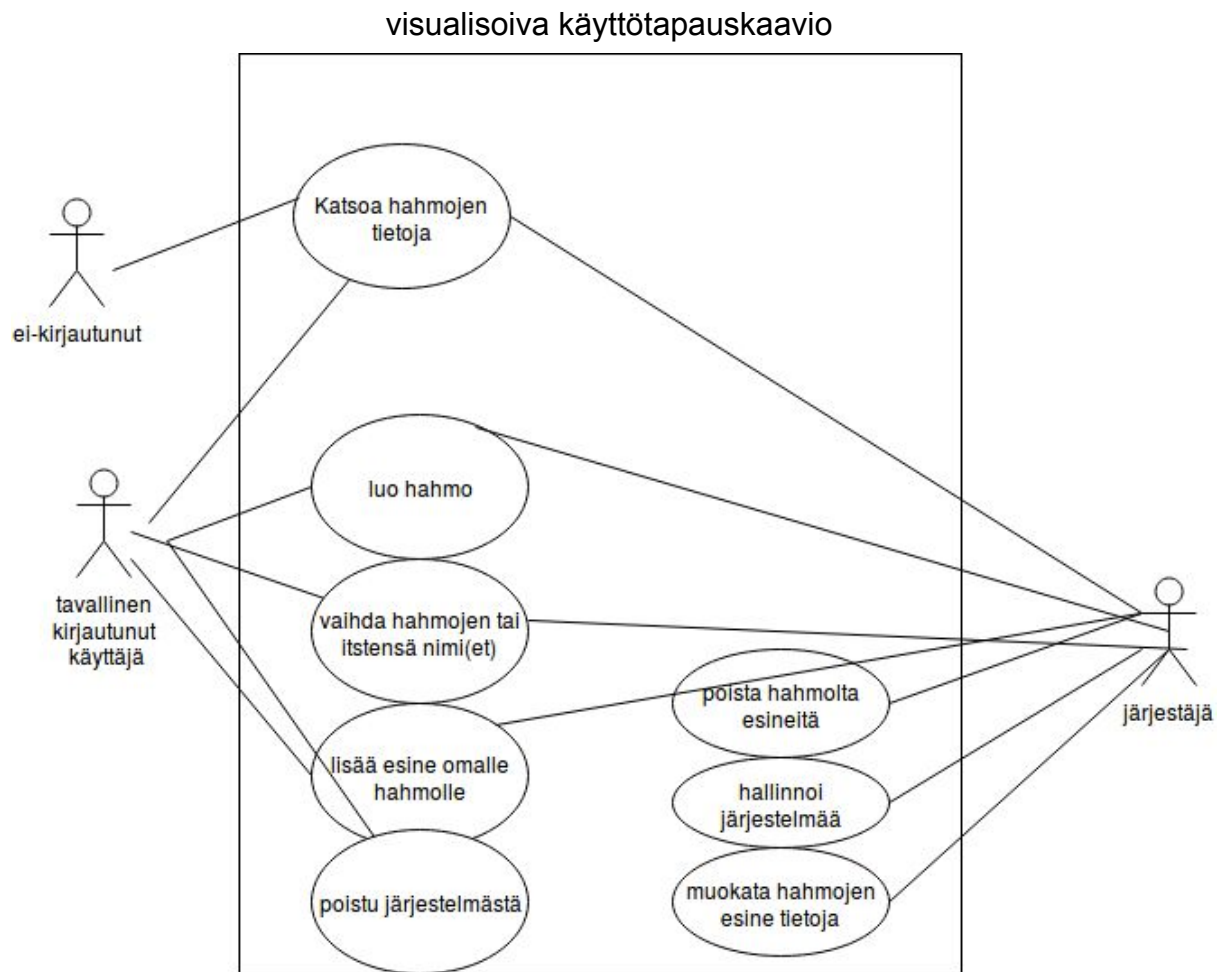 visualisoiva käyttötapauskaavio
Katsoa hahmojen
tietoja
ei-kirjautunut
luo hahmo
tavallinen
kirjautunut
käyttäjä
vaihda hahmojen tai
itstensä nimi(et)
poista hahmolta
esineitä
järjestäjä
lisää esine omalle
hahmolle
hallinnoi
järjestelmää
poistu järjestelmästä
muokata hahmojen
esine tietoja